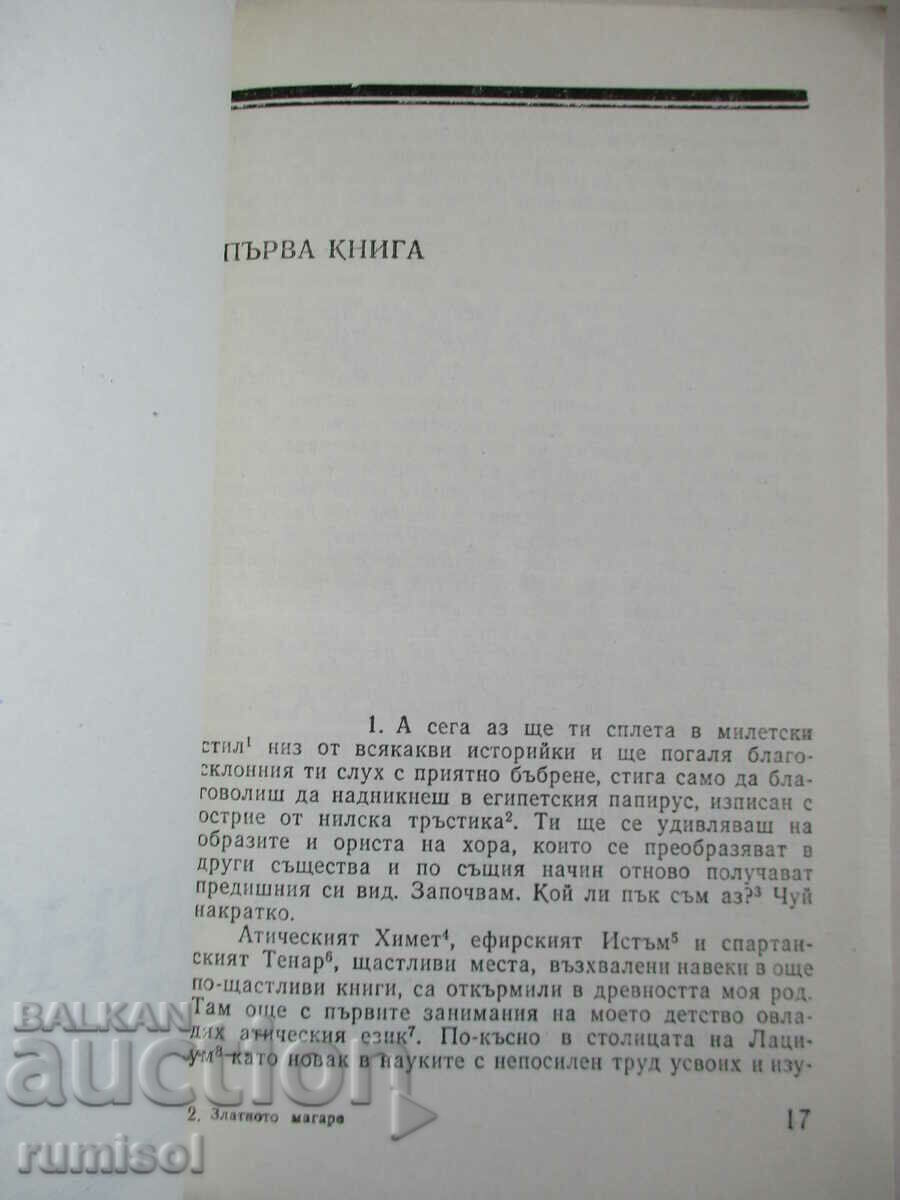 ПЪРВА КНИГА
1. А сега аз ще ти сплета в милетски
стил¹ низ от всякакви историйки и ще погаля благо-
склонния ти слух с приятно бъбрене, стига само да бла-
говолиш да надникнеш в египетския папирус, изписан с
острие от нилска тръстика². Ти ще се удивляваш на
образите и ориста на хора, които се преобразяват в
други същества и по същия начин отново получават
предишния си вид. Започвам. Кой ли пък съм аз?³ Чуй
накратко.
Атическият Химет⁴, ефирският Истъм⁵ и спартан-
ският Тенар⁶, щастливи места, възхвалени навеки в още
по-щастливи книги, са откърмили в древността моя род.
Там още с първите занимания на моето детство овла-
дях атическия език⁷. По-късно в столицата на Лаци-
ум⁸ като новак в науките с непосилен труд усвоих и изу-
2. Златното магаре
17
BALKAN
auction
rumisol